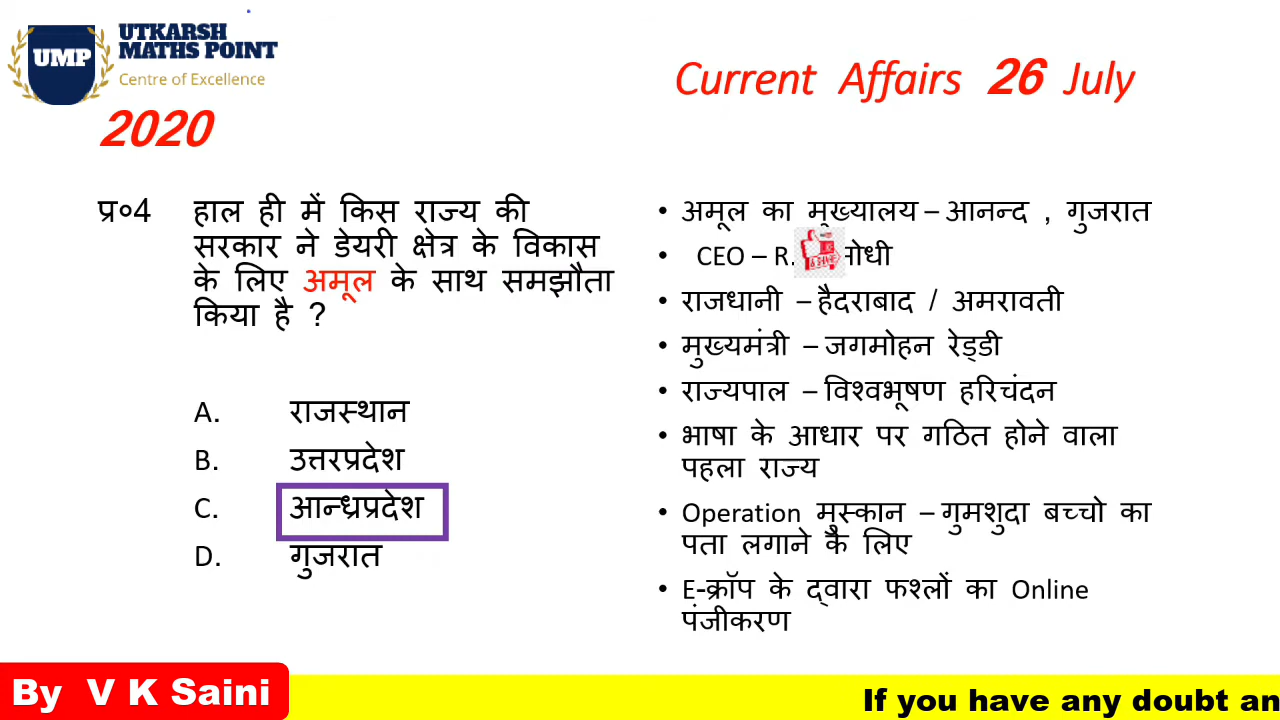 UTKARSH
MATHS POINT
UMP
Centre of Excellence
Current Affairs 26 July
2020
प्र०4 हाल ही में किस राज्य की
सरकार ने डेयरी क्षेत्र के विकास
के लिए अमूल के साथ समझौता
किया है ?
A. राजस्थान
B. उत्तरप्रदेश
C. आन्ध्रप्रदेश
D. गुजरात
• अमूल का मुख्यालय – आनन्द , गुजरात
• CEO – R.
• राजधानी – हैदराबाद / अमरावती
• मुख्यमंत्री – जगमोहन रेड्डी
• राज्यपाल – विश्वभूषण हरिचंदन
• भाषा के आधार पर गठित होने वाला
पहला राज्य
• Operation मुस्कान – गुमशुदा बच्चो का
पता लगाने के लिए
• E-क्रॉप के द्वारा फश्लों का Online
पंजीकरण
By V K Saini
If you have any doubt an